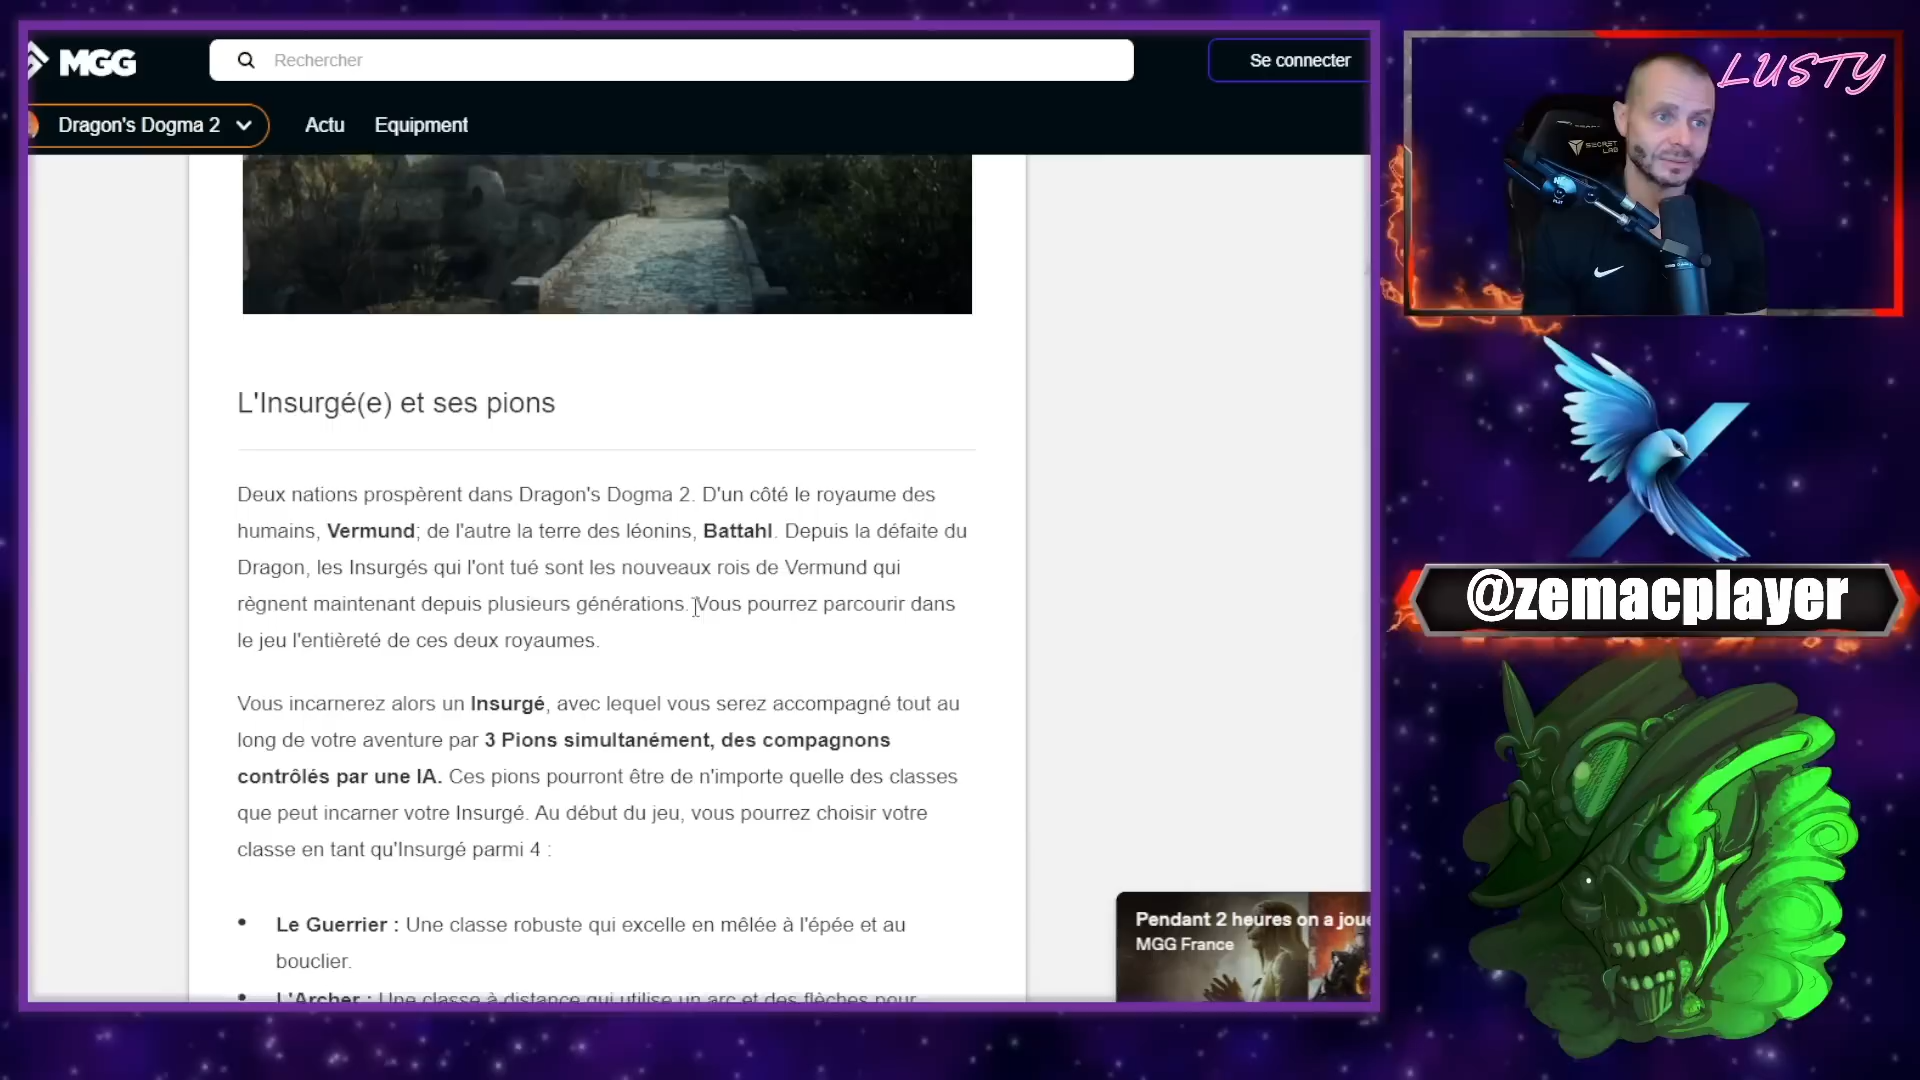 MGG
Rechercher
Se connecter
Dragon's Dogma 2
Actu
Equipment
L'Insurgé(e) et ses pions
Deux nations prospèrent dans Dragon's Dogma 2. D'un côté le royaume des
humains, Vermund; de l'autre la terre des léonins, Battahl. Depuis la défaite du
Dragon, les Insurgés qui l'ont tué sont les nouveaux rois de Vermund qui
règnent maintenant depuis plusieurs générations. Vous pourrez parcourir dans
le jeu l'entièreté de ces deux royaumes.
Vous incarnerez alors un Insurgé, avec lequel vous serez accompagné tout au
long de votre aventure par 3 Pions simultanément, des compagnons
contrôlés par une IA. Ces pions pourront être de n'importe quelle des classes
que peut incarner votre Insurgé. Au début du jeu, vous pourrez choisir votre
classe en tant qu'Insurgé parmi 4 :
• Le Guerrier : Une classe robuste qui excelle en mêlée à l'épée et au
bouclier.
• L'Archer : Une classe à distance qui utilise un arc et des flèches pour
Pendant 2 heures on a joué
MGG France
LUSTY
SECRET
LAB
@zemacplayer